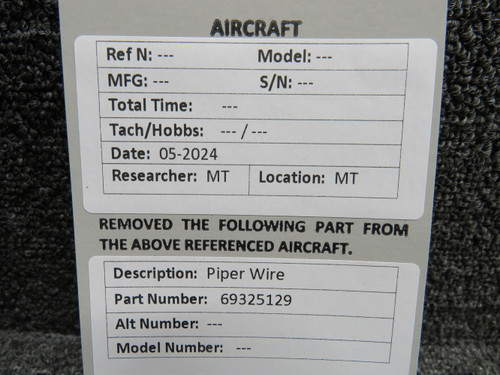 AIRCRAFT
Ref N: --- Model: ---
MFG: --- S/N: ---
Total Time: ---
Tach/Hobbs: --- / ---
Date: 05-2024
Researcher: MT Location: MT
REMOVED THE FOLLOWING PART FROM
THE ABOVE REFERENCED AIRCRAFT.
Description: Piper Wire
Part Number: 69325129
Alt Number: ---
Model Number: ---